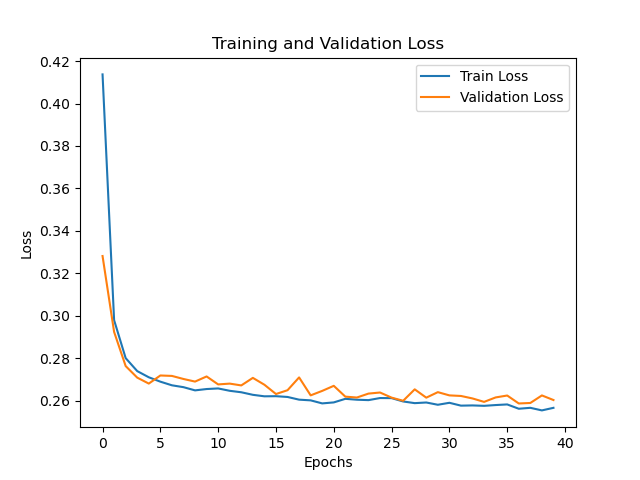 Training and Validation Loss
Train Loss
Validation Loss
Loss
0.42
0.40
0.38
0.36
0.34
0.32
0.30
0.28
0.26
0 5 10 15 20 25 30 35 40
Epochs